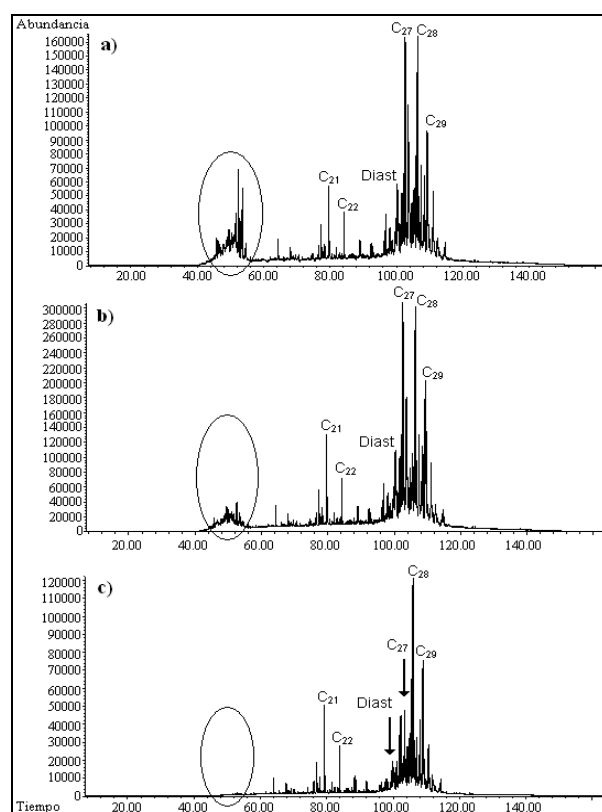 Abundancia
a)
160000
150000
140000
130000
120000
110000
100000
90000
80000
70000
60000
50000
40000
30000
20000
10000
0
C27 C28
C29
Diast
C21
C22
20.00 40.00 60.00 80.00 100.00 120.00 140.00
b)
300000
280000
260000
240000
220000
200000
180000
160000
140000
120000
100000
80000
60000
40000
20000
0
C27 C28
C29
Diast
C21
C22
20.00 40.00 60.00 80.00 100.00 120.00 140.00
c)
120000
110000
100000
90000
80000
70000
60000
50000
40000
30000
20000
10000
0
C28
C27 C29
Diast
C21
C22
Tiempo
20.00 40.00 60.00 80.00 100.00 120.00 140.00